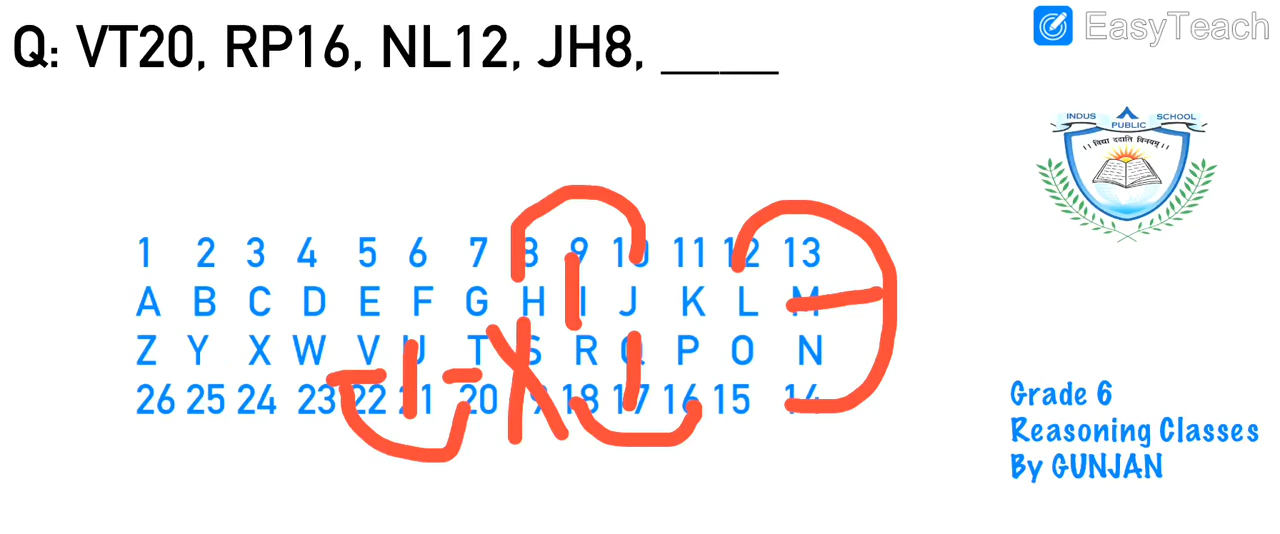 Q: VT20, RP16, NL12, JH8, ____
EasyTeach
INDUS PUBLIC SCHOOL
।। विद्या ददाति विनयम् ।।
1 2 3 4 5 6 7 8 9 10 11 12 13
A B C D E F G H I J K L M
Z Y X W V U T S R Q P O N
26 25 24 23 22 21 20 19 18 17 16 15 14
Grade 6
Reasoning Classes
By GUNJAN